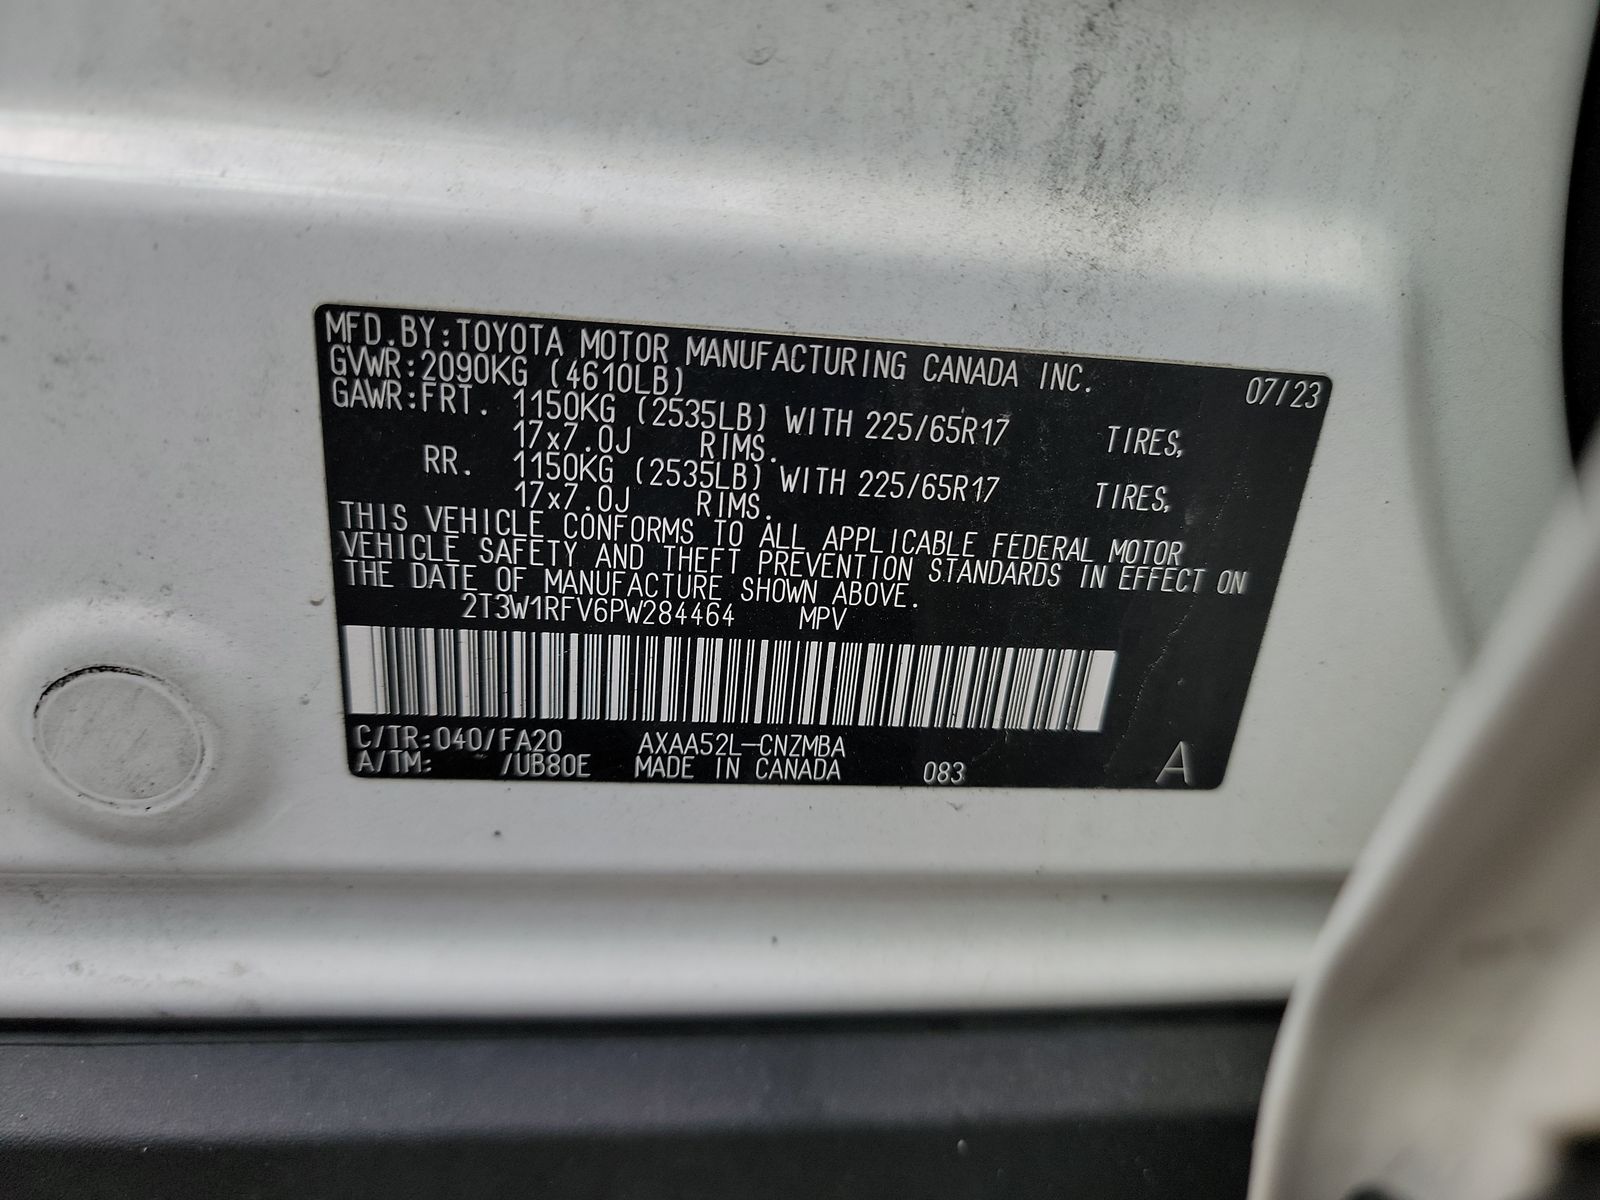 MFD.BY:TOYOTA MOTOR MANUFACTURING CANADA INC. 07/23
GVWR:2090KG (4610LB)
GAWR:FRT. 1150KG (2535LB) WITH 225/65R17 TIRES,
17x7.0J RIMS.
RR. 1150KG (2535LB) WITH 225/65R17 TIRES,
17x7.0J RIMS.
THIS VEHICLE CONFORMS TO ALL APPLICABLE FEDERAL MOTOR
VEHICLE SAFETY AND THEFT PREVENTION STANDARDS IN EFFECT ON
THE DATE OF MANUFACTURE SHOWN ABOVE.
2T3W1RFV6PW284464 MPV
C/TR:040/FA20 AXAA52L-CNZMBA
A/TM: /UB80E MADE IN CANADA 083 A